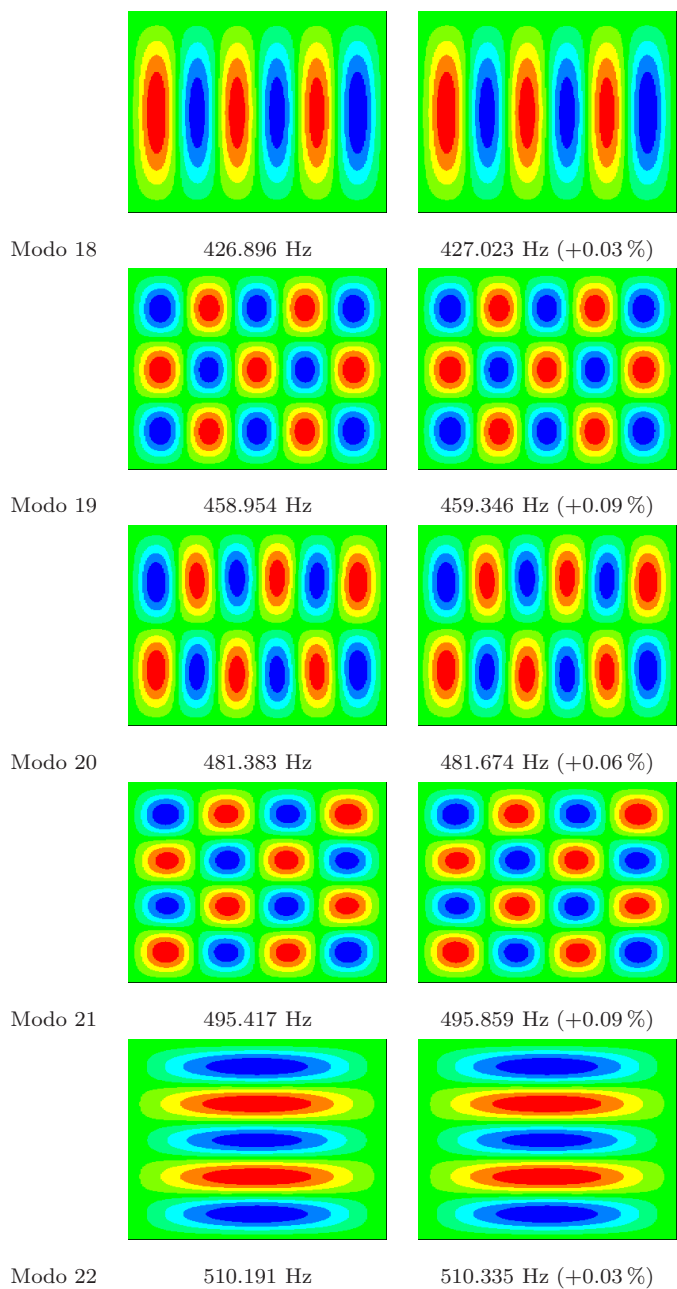 Modo 18 426.896 Hz 427.023 Hz (+0.03 %)
Modo 19 458.954 Hz 459.346 Hz (+0.09 %)
Modo 20 481.383 Hz 481.674 Hz (+0.06 %)
Modo 21 495.417 Hz 495.859 Hz (+0.09 %)
Modo 22 510.191 Hz 510.335 Hz (+0.03 %)